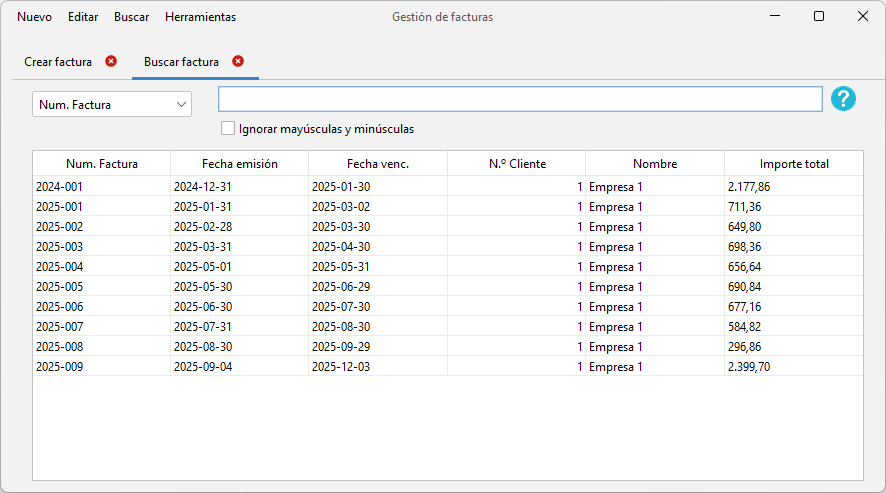 Nuevo Editar Buscar Herramientas Gestión de facturas
Crear factura Buscar factura
Num. Factura ?
Ignorar mayúsculas y minúsculas
Num. Factura Fecha emisión Fecha venc. N.º Cliente Nombre Importe total
2024-001 2024-12-31 2025-01-30 1 Empresa 1 2.177,86
2025-001 2025-01-31 2025-03-02 1 Empresa 1 711,36
2025-002 2025-02-28 2025-03-30 1 Empresa 1 649,80
2025-003 2025-03-31 2025-04-30 1 Empresa 1 698,36
2025-004 2025-05-01 2025-05-31 1 Empresa 1 656,64
2025-005 2025-05-30 2025-06-29 1 Empresa 1 690,84
2025-006 2025-06-30 2025-07-30 1 Empresa 1 677,16
2025-007 2025-07-31 2025-08-30 1 Empresa 1 584,82
2025-008 2025-08-30 2025-09-29 1 Empresa 1 296,86
2025-009 2025-09-04 2025-12-03 1 Empresa 1 2.399,70